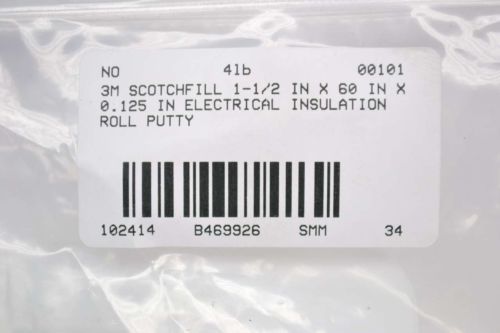 NO 4lb 00101
3M SCOTCHFILL 1-1/2 IN X 60 IN X
0.125 IN ELECTRICAL INSULATION
ROLL PUTTY
102414 B469926 SMM 34